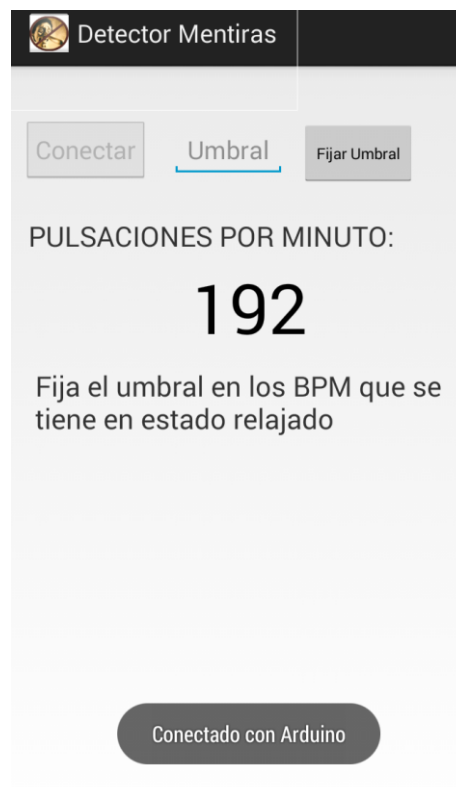 Detector Mentiras
Conectar Umbral Fijar Umbral
PULSACIONES POR MINUTO:
192
Fija el umbral en los BPM que se
tiene en estado relajado
Conectado con Arduino